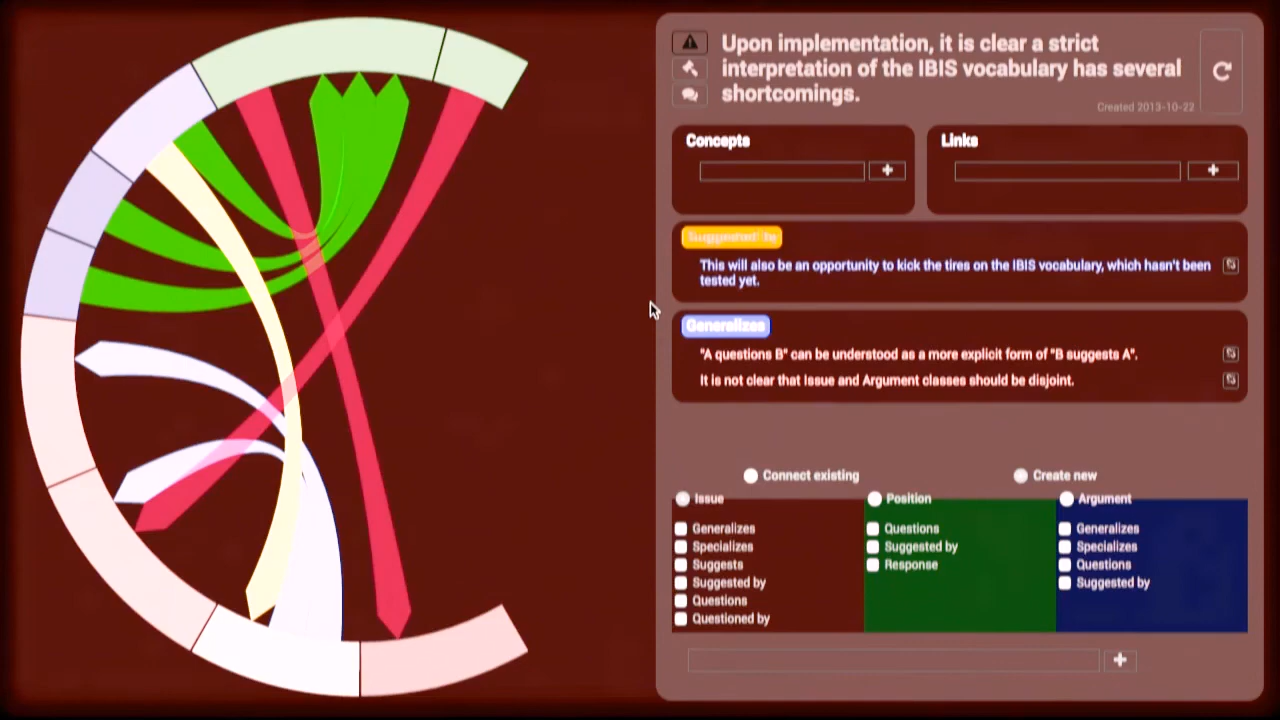 Upon implementation, it is clear a strict
interpretation of the IBIS vocabulary has several
shortcomings.
Created 2013-10-22
Concepts
Links
Suggested by
This will also be an opportunity to kick the tires on the IBIS vocabulary, which hasn't been
tested yet.
Generalizes
"A questions B" can be understood as a more explicit form of "B suggests A".
It is not clear that Issue and Argument classes should be disjoint.
Connect existing
Create new
Issue
Generalizes
Specializes
Suggests
Suggested by
Questions
Questioned by
Position
Questions
Suggested by
Response
Argument
Generalizes
Specializes
Questions
Suggested by